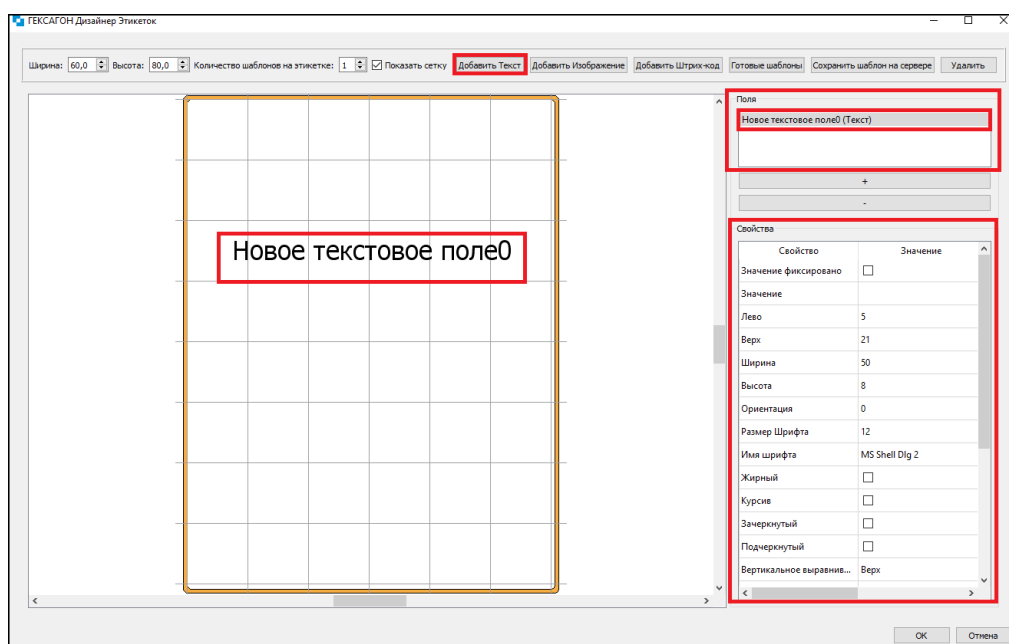 ГЕКСАГОН Дизайнер Этикеток
Ширина: 60,0 Высота: 80,0 Количество шаблонов на этикетке: 1 Показать сетку Добавить Текст Добавить Изображение Добавить Штрих-код Готовые шаблоны Сохранить шаблон на сервере Удалить
Поля
Новое текстовое поле0 (Текст)
+
-
Новое текстовое поле0
Свойства
Свойство Значение
Значение фиксировано
Значение
Лево 5
Верх 21
Ширина 50
Высота 8
Ориентация 0
Размер Шрифта 12
Имя шрифта MS Shell Dlg 2
Жирный
Курсив
Зачеркнутый
Подчеркнутый
Вертикальное выравнив... Верх
ОК Отмена